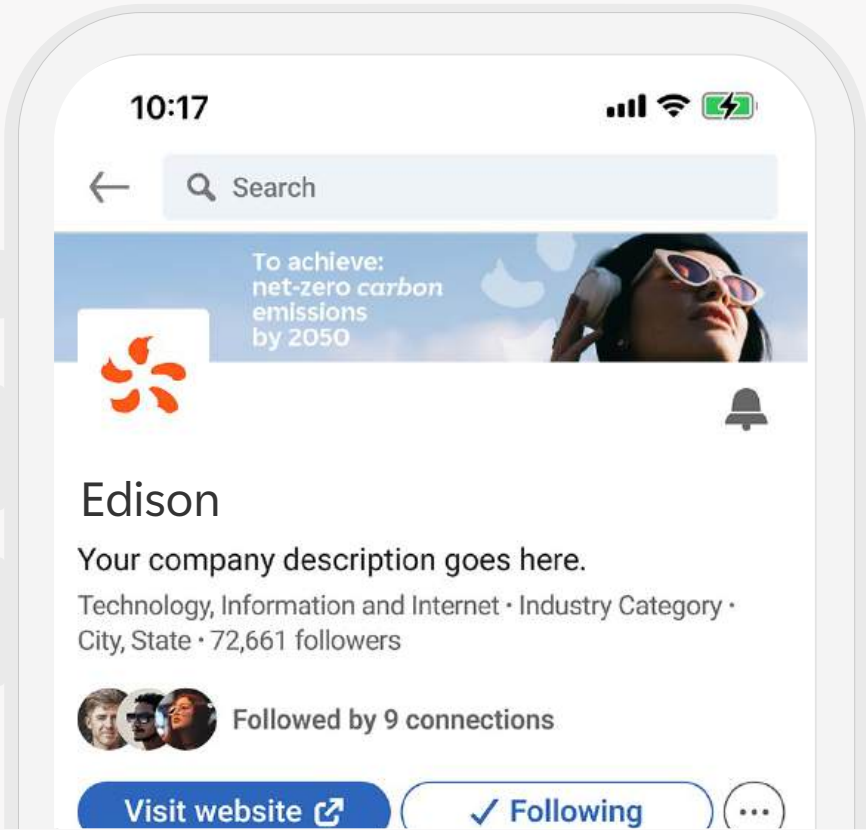 10:17
Search
To achieve:
net-zero carbon
emissions
by 2050
Edison
Your company description goes here.
Technology, Information and Internet · Industry Category ·
City, State · 72,661 followers
Followed by 9 connections
Visit website
Following